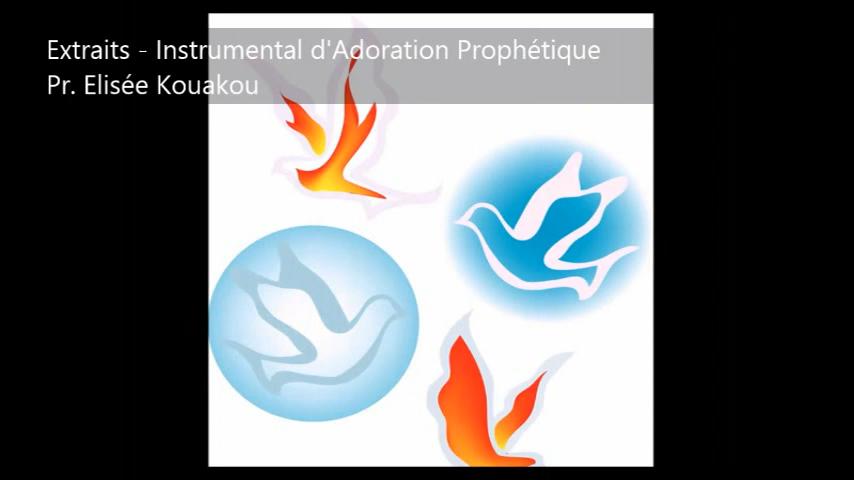 Extraits - Instrumental d'Adoration Prophétique
Pr. Elisée Kouakou